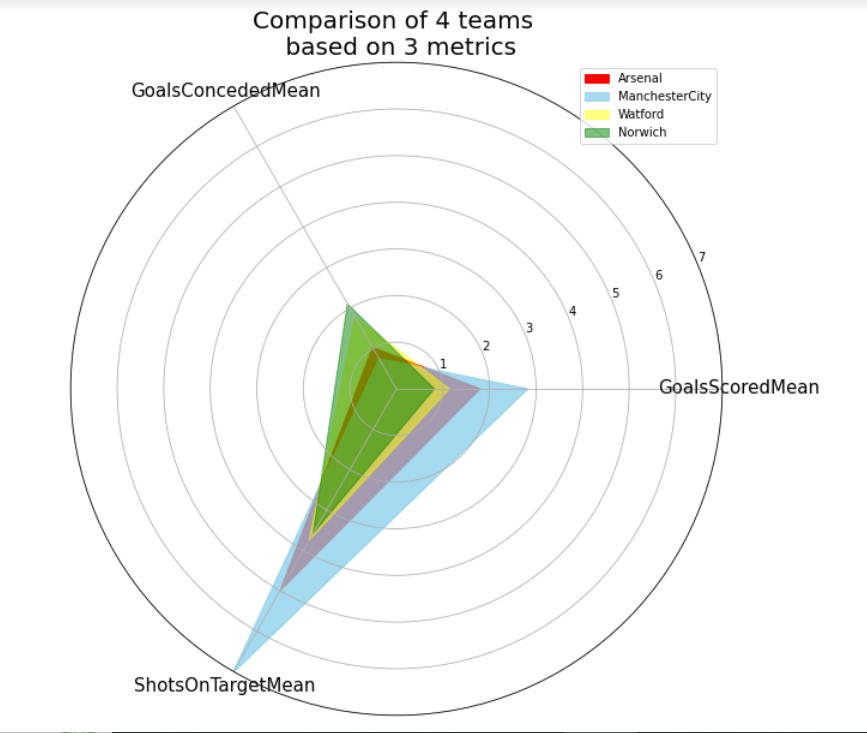 Comparison of 4 teams
based on 3 metrics
GoalsConcededMean
Arsenal
ManchesterCity
Watford
Norwich
7
6
5
4
3
2
1
GoalsScoredMean
ShotsOnTargetMean